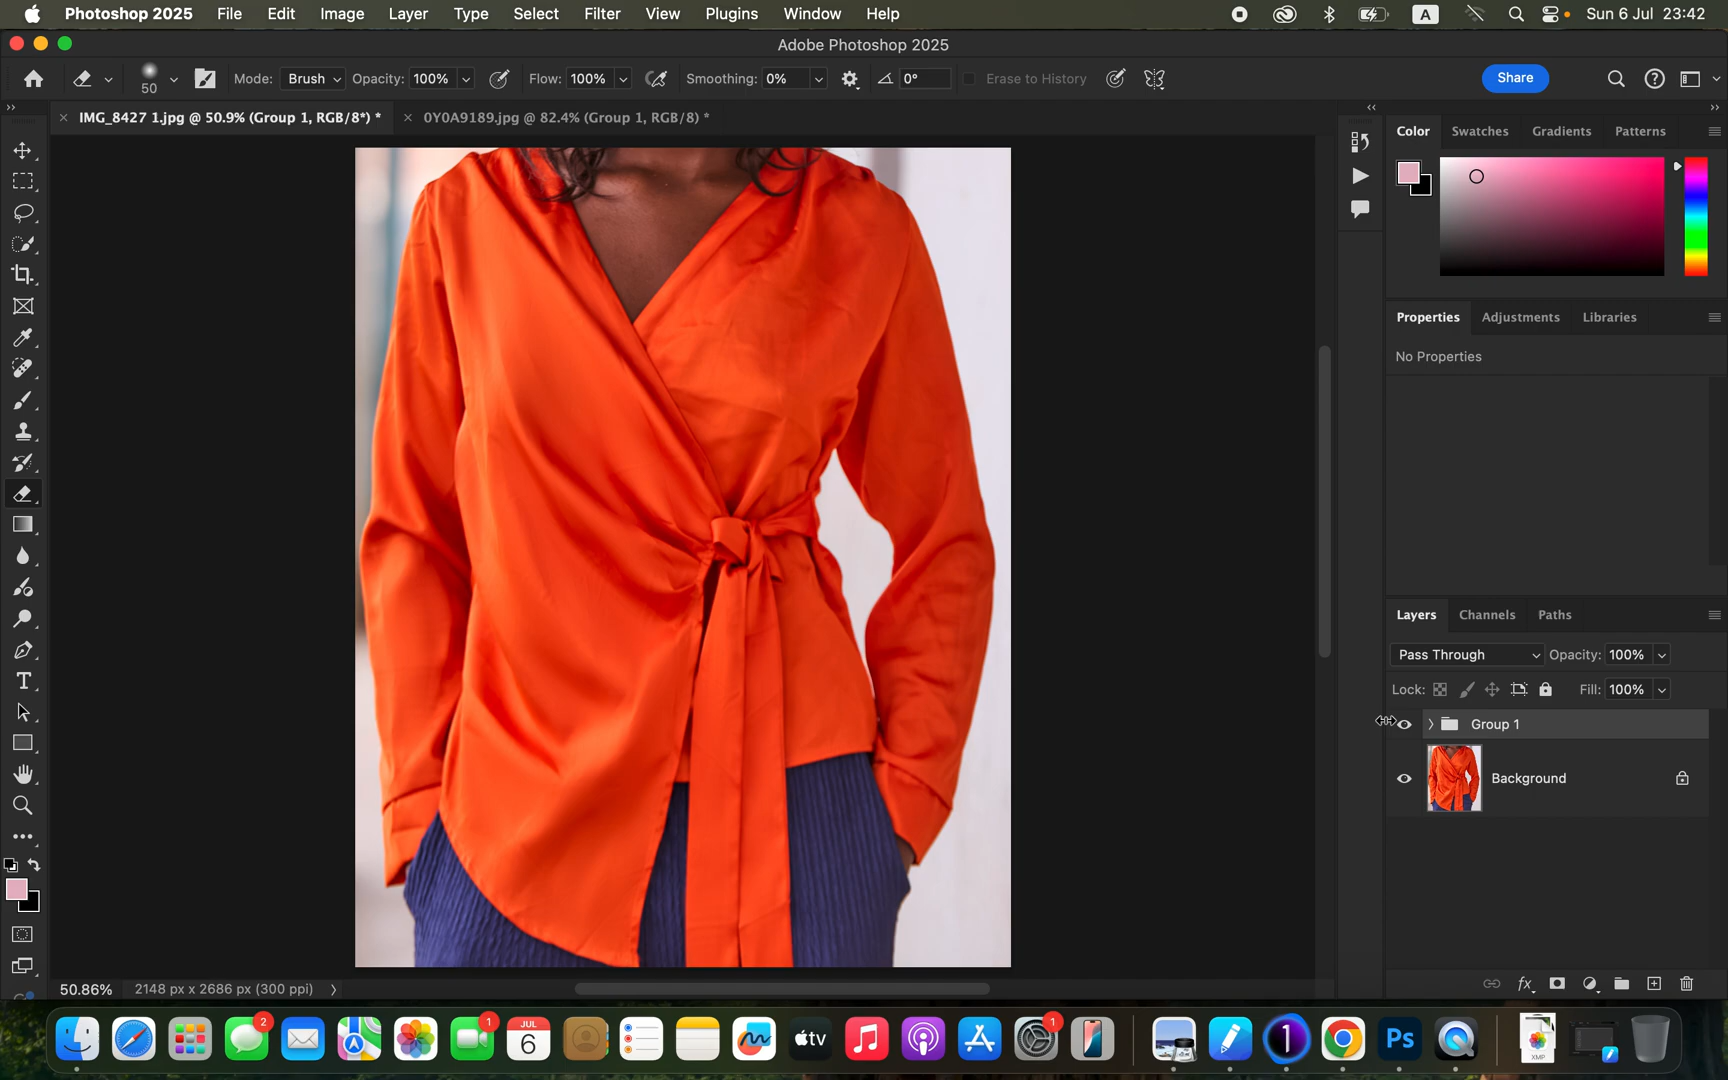 Photoshop 2025 File Edit Image Layer Type Select Filter View Plugins Window Help A Sun 6 Jul 23:42
Adobe Photoshop 2025
50 Mode: Brush Opacity: 100% Flow: 100% Smoothing: 0% 0° Erase to History Share
IMG_8427 1.jpg @ 50.9% (Group 1, RGB/8*) * 0Y0A9189.jpg @ 82.4% (Group 1, RGB/8) *
Color Swatches Gradients Patterns
Properties Adjustments Libraries
No Properties
Layers Channels Paths
Pass Through Opacity: 100%
Lock: Fill: 100%
Group 1
Background
fx
50.86% 2148 px x 2686 px (300 ppi)
2 1 JUL 6 tv 1 1 Ps XMP